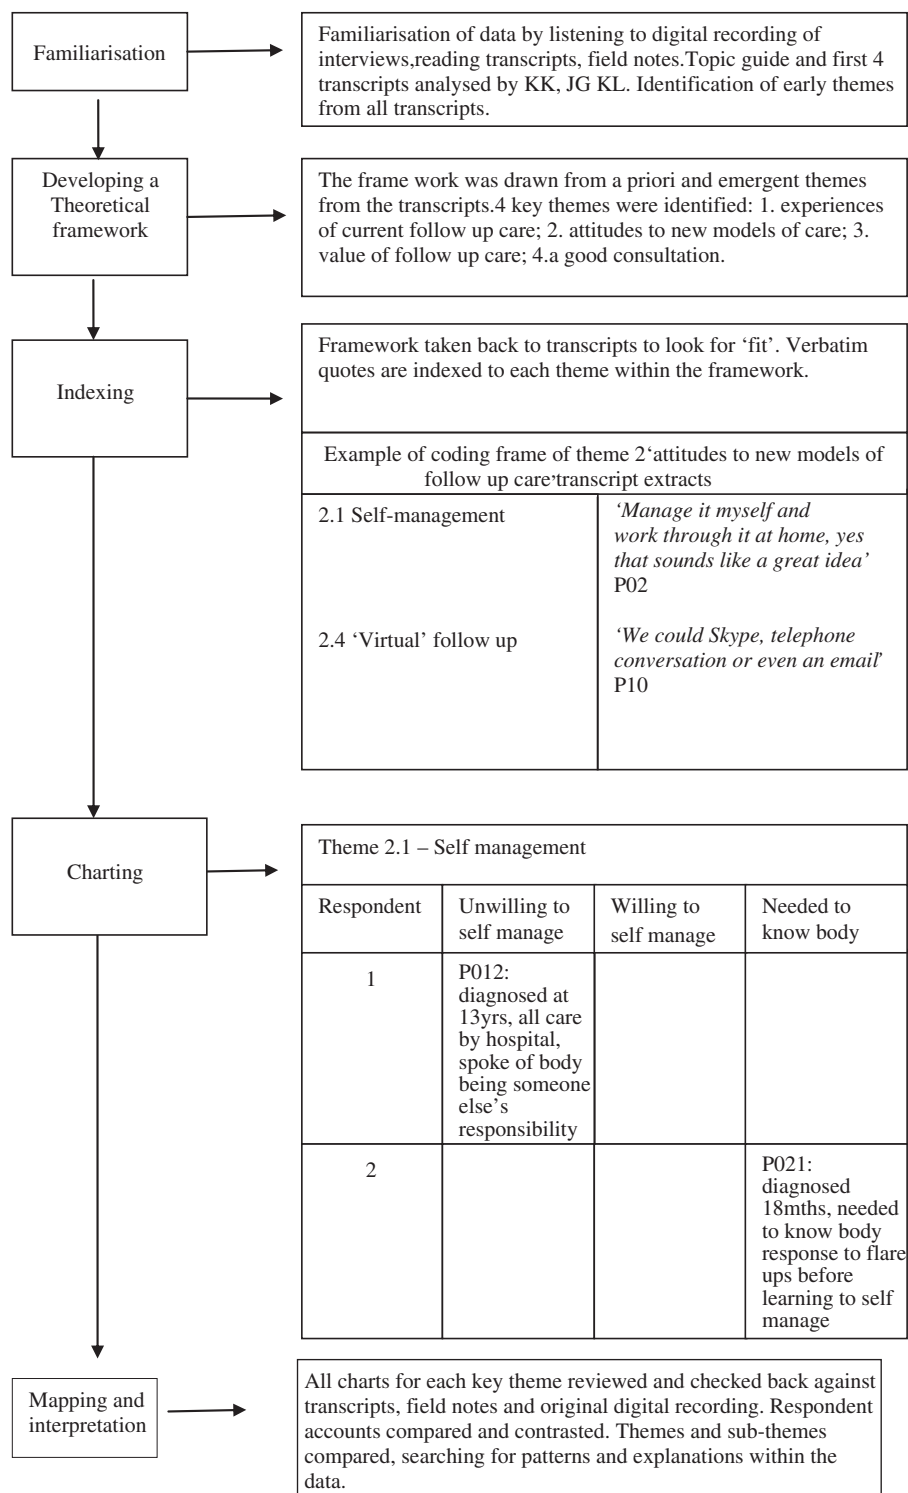 Familiarisation
Familiarisation of data by listening to digital recording of
interviews,reading transcripts, field notes.Topic guide and first 4
transcripts analysed by KK, JG KL. Identification of early themes
from all transcripts.
Developing a
Theoretical
framework
The frame work was drawn from a priori and emergent themes
from the transcripts.4 key themes were identified: 1. experiences
of current follow up care; 2. attitudes to new models of care; 3.
value of follow up care; 4.a good consultation.
Indexing
Framework taken back to transcripts to look for ‘fit’. Verbatim
quotes are indexed to each theme within the framework.
Example of coding frame of theme 2‘attitudes to new models of
follow up care’transcript extracts
2.1 Self-management
‘Manage it myself and
work through it at home, yes
that sounds like a great idea’
P02
2.4 ‘Virtual’ follow up
‘We could Skype, telephone
conversation or even an email’
P10
Charting
Theme 2.1 – Self management
Respondent
Unwilling to
self manage
Willing to
self manage
Needed to
know body
1
P012:
diagnosed at
13yrs, all care
by hospital,
spoke of body
being someone
else’s
responsibility
2
P021:
diagnosed
18mths, needed
to know body
response to flare
ups before
learning to self
manage
Mapping and
interpretation
All charts for each key theme reviewed and checked back against
transcripts, field notes and original digital recording. Respondent
accounts compared and contrasted. Themes and sub-themes
compared, searching for patterns and explanations within the
data.